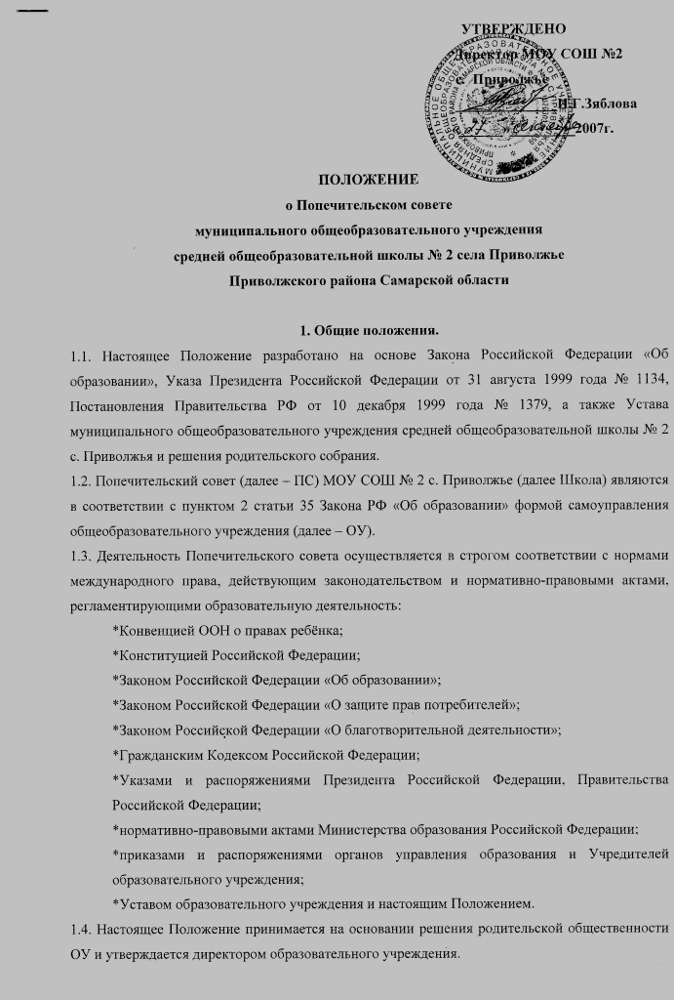 УТВЕРЖДЕНО
Директор МОУ СОШ №2
с. Приволжье
Н.Г.Зяблова
2007г.
ПОЛОЖЕНИЕ
о Попечительском совете
муниципального общеобразовательного учреждения
средней общеобразовательной школы № 2 села Приволжье
Приволжского района Самарской области
1. Общие положения.
1.1. Настоящее Положение разработано на основе Закона Российской Федерации «Об
образовании», Указа Президента Российской Федерации от 31 августа 1999 года № 1134,
Постановления Правительства РФ от 10 декабря 1999 года № 1379, а также Устава
муниципального общеобразовательного учреждения средней общеобразовательной школы № 2
с. Приволжья и решения родительского собрания.
1.2. Попечительский совет (далее – ПС) МОУ СОШ № 2 с. Приволжье (далее Школа) являются
в соответствии с пунктом 2 статьи 35 Закона РФ «Об образовании» формой самоуправления
общеобразовательного учреждения (далее – ОУ).
1.3. Деятельность Попечительского совета осуществляется в строгом соответствии с нормами
международного права, действующим законодательством и нормативно-правовыми актами,
регламентирующими образовательную деятельность:
*Конвенцией ООН о правах ребёнка;
*Конституцией Российской Федерации;
*Законом Российской Федерации «Об образовании»;
*Законом Российской Федерации «О защите прав потребителей»;
*Законом Российской Федерации «О благотворительной деятельности»;
*Гражданским Кодексом Российской Федерации;
*Указами и распоряжениями Президента Российской Федерации, Правительства
Российской Федерации;
*нормативно-правовыми актами Министерства образования Российской Федерации;
*приказами и распоряжениями органов управления образования и Учредителей
образовательного учреждения;
*Уставом образовательного учреждения и настоящим Положением.
1.4. Настоящее Положение принимается на основании решения родительской общественности
ОУ и утверждается директором образовательного учреждения.